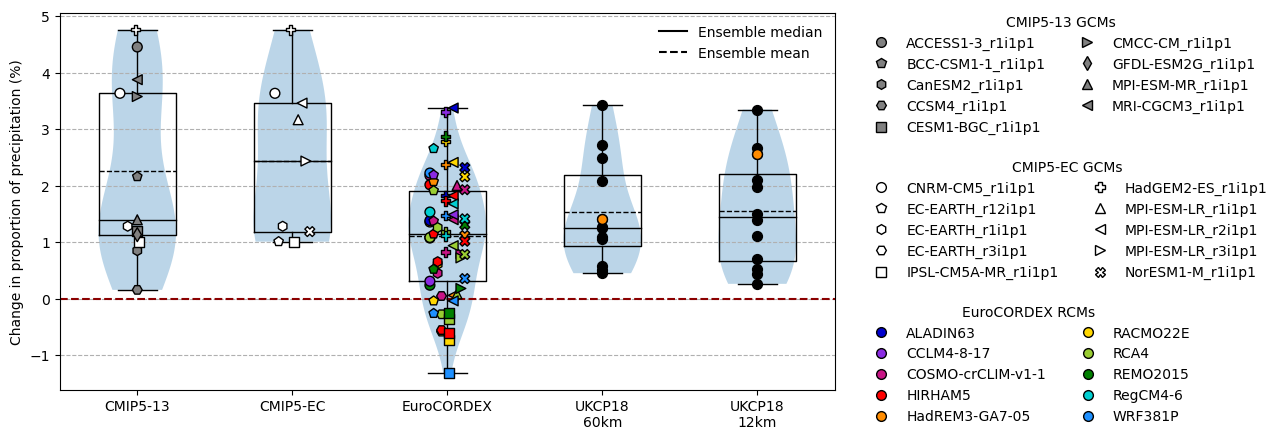 Change in proportion of precipitation (%)
5
4
3
2
1
0
−1
Ensemble median
Ensemble mean
CMIP5-13
CMIP5-EC
EuroCORDEX
UKCP18
60km
UKCP18
12km
CMIP5-13 GCMs
ACCESS1-3_r1i1p1
BCC-CSM1-1_r1i1p1
CanESM2_r1i1p1
CCSM4_r1i1p1
CESM1-BGC_r1i1p1
CMCC-CM_r1i1p1
GFDL-ESM2G_r1i1p1
MPI-ESM-MR_r1i1p1
MRI-CGCM3_r1i1p1
CMIP5-EC GCMs
CNRM-CM5_r1i1p1
EC-EARTH_r12i1p1
EC-EARTH_r1i1p1
EC-EARTH_r3i1p1
IPSL-CM5A-MR_r1i1p1
HadGEM2-ES_r1i1p1
MPI-ESM-LR_r1i1p1
MPI-ESM-LR_r2i1p1
MPI-ESM-LR_r3i1p1
NorESM1-M_r1i1p1
EuroCORDEX RCMs
ALADIN63
CCLM4-8-17
COSMO-crCLIM-v1-1
HIRHAM5
HadREM3-GA7-05
RACMO22E
RCA4
REMO2015
RegCM4-6
WRF381P